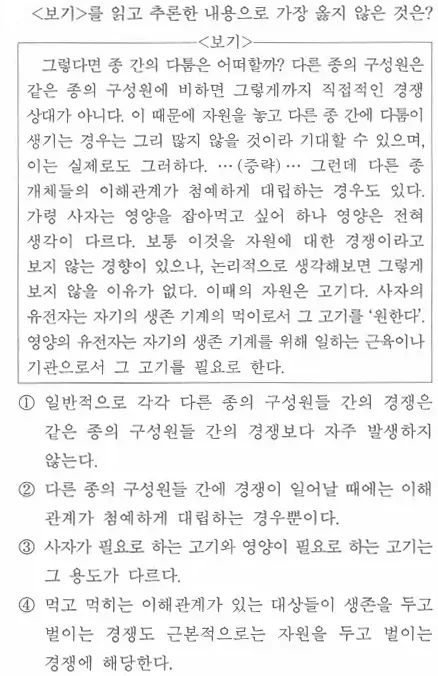 <보기>를 읽고 추론한 내용으로 가장 옳지 않은 것은?
<보기>
그렇다면 종 간의 다툼은 어떠할까? 다른 종의 구성원은
같은 종의 구성원에 비하면 그렇게까지 직접적인 경쟁
상대가 아니다. 이 때문에 자원을 놓고 다른 종 간에 다툼이
생기는 경우는 그리 많지 않을 것이라 기대할 수 있으며,
이는 실제로도 그러하다. …(중략)… 그런데 다른 종
개체들의 이해관계가 첨예하게 대립하는 경우도 있다.
가령 사자는 영양을 잡아먹고 싶어 하나 영양은 전혀
생각이 다르다. 보통 이것을 자원에 대한 경쟁이라고
보지 않는 경향이 있으나, 논리적으로 생각해보면 그렇게
보지 않을 이유가 없다. 이때의 자원은 고기다. 사자의
유전자는 자기의 생존 기계의 먹이로서 그 고기를 ‘원한다’.
영양의 유전자는 자기의 생존 기계를 위해 일하는 근육이나
기관으로서 그 고기를 필요로 한다.
① 일반적으로 각각 다른 종의 구성원들 간의 경쟁은
같은 종의 구성원들 간의 경쟁보다 자주 발생하지
않는다.
② 다른 종의 구성원들 간에 경쟁이 일어날 때에는 이해
관계가 첨예하게 대립하는 경우뿐이다.
③ 사자가 필요로 하는 고기와 영양이 필요로 하는 고기는
그 용도가 다르다.
④ 먹고 먹히는 이해관계가 있는 대상들이 생존을 두고
벌이는 경쟁도 근본적으로는 자원을 두고 벌이는
경쟁에 해당한다.